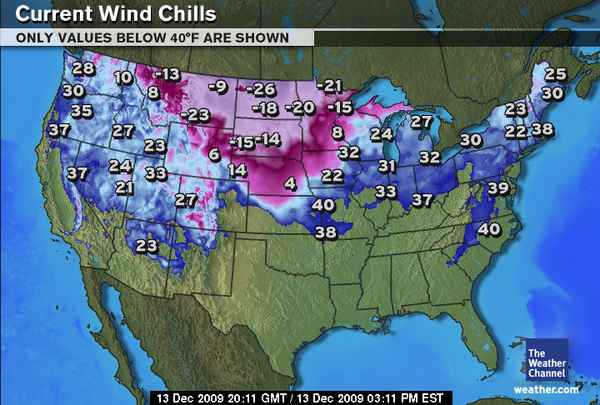 Current Wind Chills
ONLY VALUES BELOW 40°F ARE SHOWN
28 10 -13 -9 -26 -21 25
30 8 -18 -20 -15 30
35 -23 27 23
37 27 23 -15 -14 8 24 22 38
6 32 30
24 33 14 31 32
37 21 27 4 22 33 37 39
40
23 38 40
The
Weather
Channel
weather.com
13 Dec 2009 20:11 GMT / 13 Dec 2009 03:11 PM EST